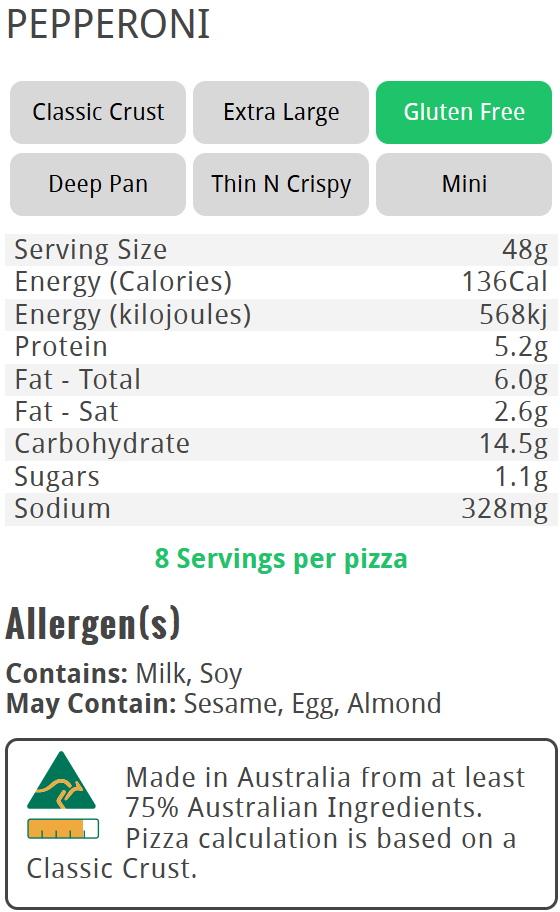 PEPPERONI
Classic Crust Extra Large Gluten Free
Deep Pan Thin N Crispy Mini
Serving Size 48g
Energy (Calories) 136Cal
Energy (kilojoules) 568kj
Protein 5.2g
Fat - Total 6.0g
Fat - Sat 2.6g
Carbohydrate 14.5g
Sugars 1.1g
Sodium 328mg
8 Servings per pizza
Allergen(s)
Contains: Milk, Soy
May Contain: Sesame, Egg, Almond
Made in Australia from at least
75% Australian Ingredients.
Pizza calculation is based on a
Classic Crust.